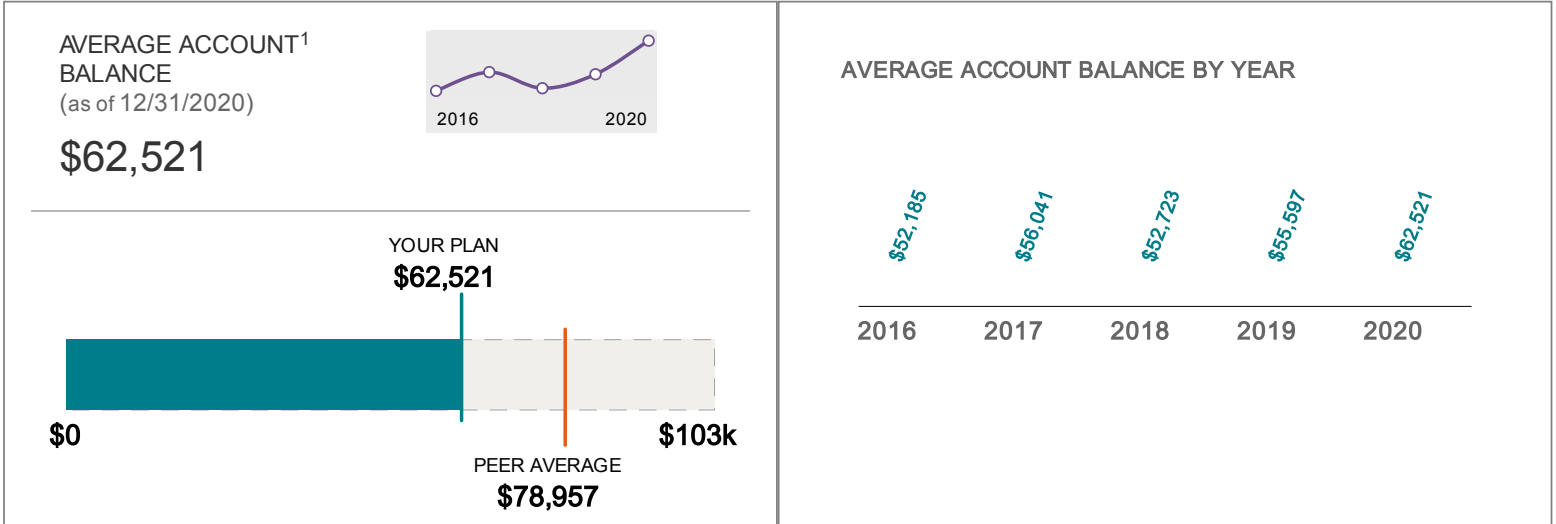 AVERAGE ACCOUNT1
BALANCE
(as of 12/31/2020)
$62,521
2016 2020
YOUR PLAN
$62,521
$0 $103k
PEER AVERAGE
$78,957
AVERAGE ACCOUNT BALANCE BY YEAR
$52,185 $56,041 $52,723 $55,597 $62,521
2016 2017 2018 2019 2020